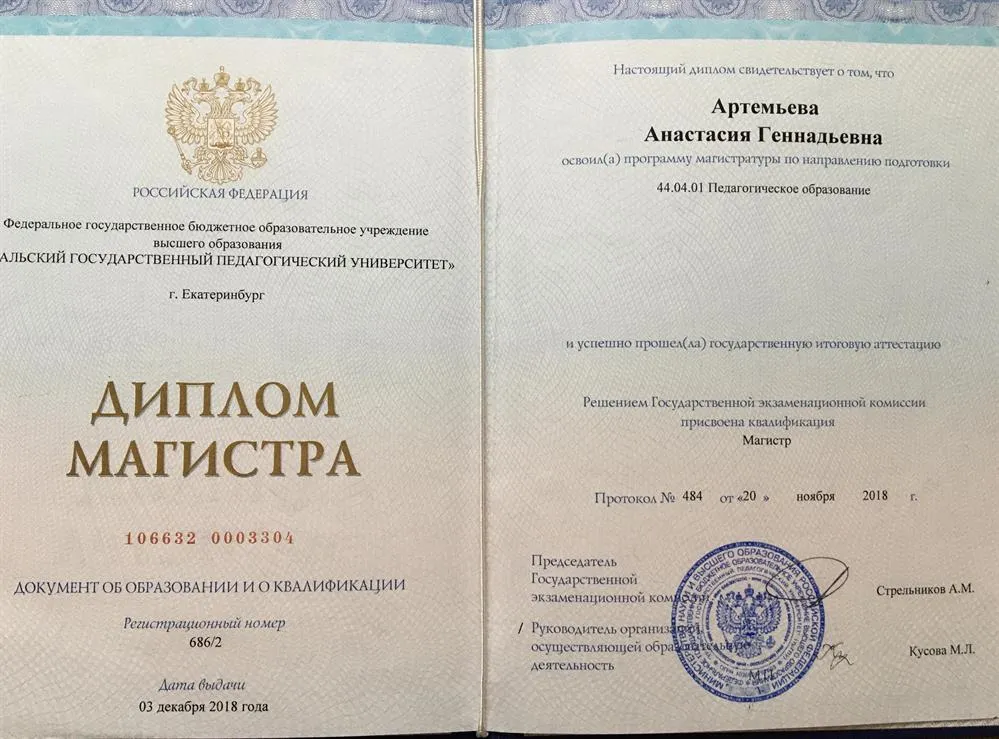 РОССИЙСКАЯ ФЕДЕРАЦИЯ
Федеральное государственное бюджетное образовательное учреждение
высшего образования
АЛЬСКИЙ ГОСУДАРСТВЕННЫЙ ПЕДАГОГИЧЕСКИЙ УНИВЕРСИТЕТ»
г. Екатеринбург
ДИПЛОМ
МАГИСТРА
106632 0003304
ДОКУМЕНТ ОБ ОБРАЗОВАНИИ И О КВАЛИФИКАЦИИ
Регистрационный номер
686/2
Дата выдачи
03 декабря 2018 года
Настоящий диплом свидетельствует о том, что
Артемьева
Анастасия Геннадьевна
освоил(а) программу магистратуры по направлению подготовки
44.04.01 Педагогическое образование
и успешно прошел(ла) государственную итоговую аттестацию
Решением Государственной экзаменационной комиссии
присвоена квалификация
Магистр
Протокол № 484 от «20 » ноября 2018 г.
Председатель
Государственной
экзаменационной комиссии
Стрельников А.М.
/ Руководитель организации,
осуществляющей образовательную
деятельность
Кусова М.Л.
М.П.